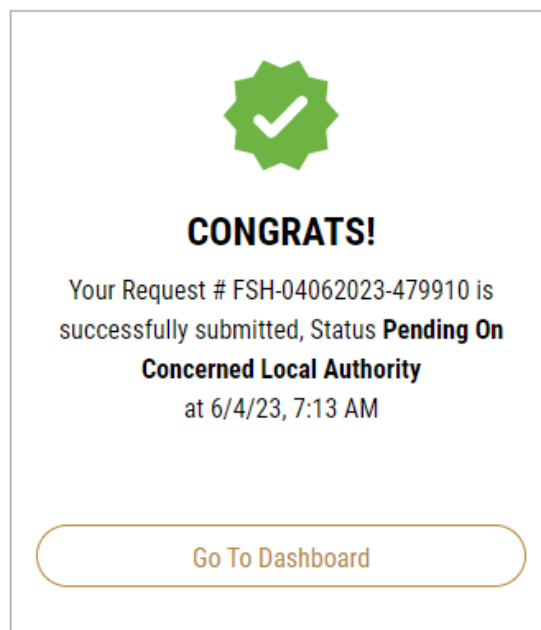 CONGRATS!
Your Request # FSH-04062023-479910 is
successfully submitted, Status Pending On
Concerned Local Authority
at 6/4/23, 7:13 AM
Go To Dashboard